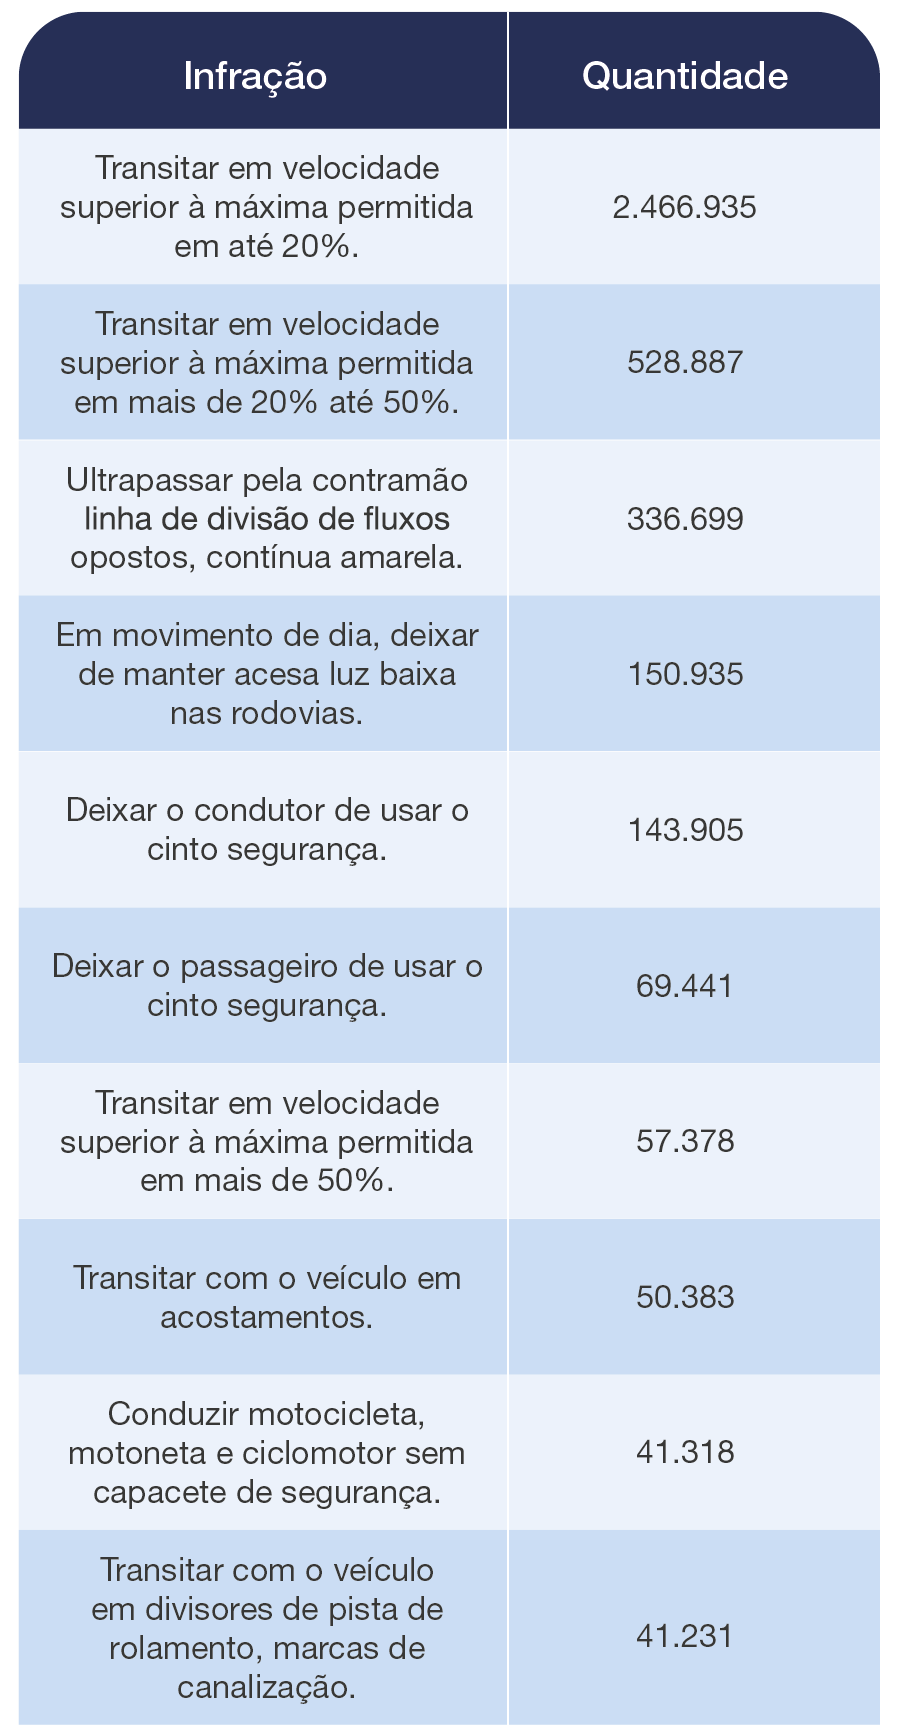 Infração
Quantidade
Transitar em velocidade
superior à máxima permitida
em até 20%.
2.466.935
Transitar em velocidade
superior à máxima permitida
em mais de 20% até 50%.
528.887
Ultrapassar pela contramão
linha de divisão de fluxos
opostos, contínua amarela.
336.699
Em movimento de dia, deixar
de manter acesa luz baixa
nas rodovias.
150.935
Deixar o condutor de usar o
cinto segurança.
143.905
Deixar o passageiro de usar o
cinto segurança.
69.441
Transitar em velocidade
superior à máxima permitida
em mais de 50%.
57.378
Transitar com o veículo em
acostamentos.
50.383
Conduzir motocicleta,
motoneta e ciclomotor sem
capacete de segurança.
41.318
Transitar com o veículo
em divisores de pista de
rolamento, marcas de
canalização.
41.231